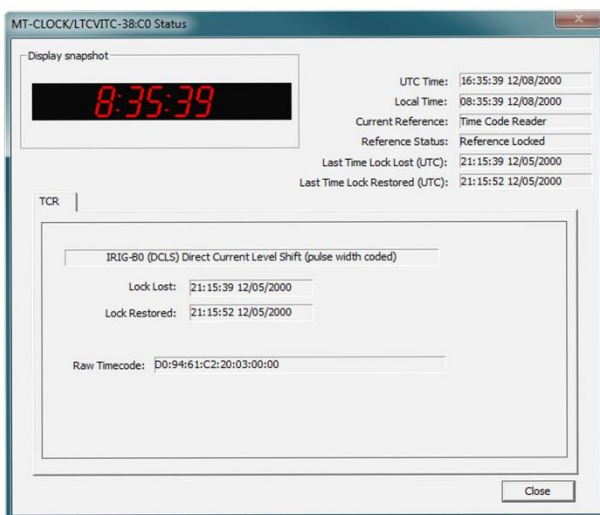 MT-CLOCK/LTCVITC-38:C0 Status
Display snapshot
8:35:39
UTC Time: 16:35:39 12/08/2000
Local Time: 08:35:39 12/08/2000
Current Reference: Time Code Reader
Reference Status: Reference Locked
Last Time Lock Lost (UTC): 21:15:39 12/05/2000
Last Time Lock Restored (UTC): 21:15:52 12/05/2000
TCR
IRIG-B0 (DCLS) Direct Current Level Shift (pulse width coded)
Lock Lost: 21:15:39 12/05/2000
Lock Restored: 21:15:52 12/05/2000
Raw Timecode: D0:94:61:C2:20:03:00:00
Close